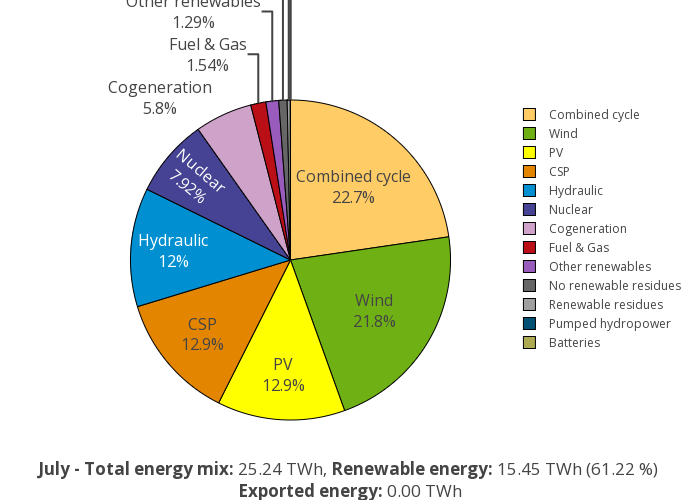 Other renewables
1.29%
Fuel & Gas
1.54%
Cogeneration
5.8%
Nuclear
7.92%
Combined cycle
22.7%
Hydraulic
12%
Wind
21.8%
CSP
12.9%
PV
12.9%
Combined cycle
Wind
PV
CSP
Hydraulic
Nuclear
Cogeneration
Fuel & Gas
Other renewables
No renewable residues
Renewable residues
Pumped hydropower
Batteries
July - Total energy mix: 25.24 TWh, Renewable energy: 15.45 TWh (61.22 %)
Exported energy: 0.00 TWh